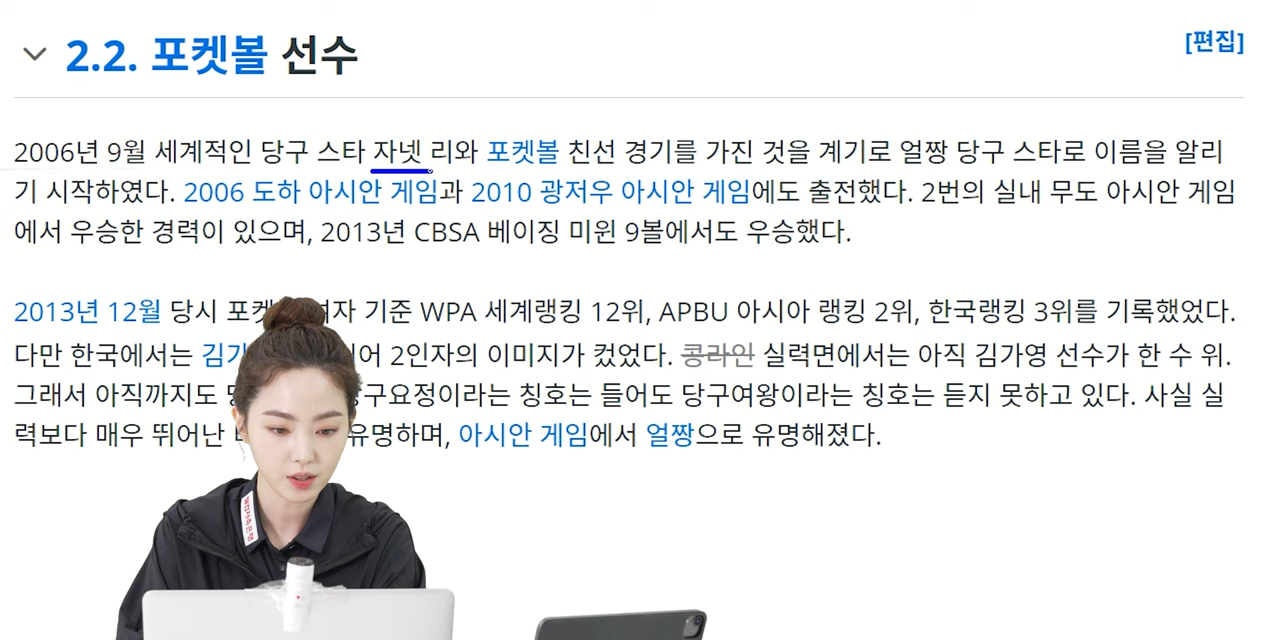 2.2. 포켓볼 선수
[편집]
2006년 9월 세계적인 당구 스타 자넷 리와 포켓볼 친선 경기를 가진 것을 계기로 얼짱 당구 스타로 이름을 알리
기 시작하였다. 2006 도하 아시안 게임과 2010 광저우 아시안 게임에도 출전했다. 2번의 실내 무도 아시안 게임
에서 우승한 경력이 있으며, 2013년 CBSA 베이징 미윈 9볼에서도 우승했다.
2013년 12월 당시 여자 기준 WPA 세계랭킹 12위, APBU 아시아 랭킹 2위, 한국랭킹 3위를 기록했었다.
다만 한국에서는 2인자의 이미지가 컸었다. 콩라인 실력면에서는 아직 김가영 선수가 한 수 위.
그래서 아직까지도 칭호는 들어도 당구여왕이라는 칭호는 듣지 못하고 있다. 사실 실
력보다 매우 뛰어난 유명하며, 아시안 게임에서 얼짱으로 유명해졌다.